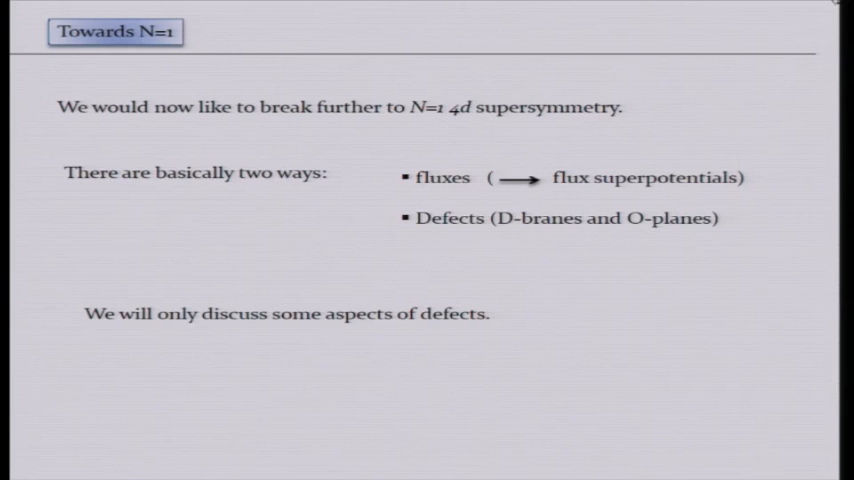 Towards N=1
We would now like to break further to N=1 4d supersymmetry.
There are basically two ways:
▪ fluxes ( → flux superpotentials)
▪ Defects (D-branes and O-planes)
We will only discuss some aspects of defects.